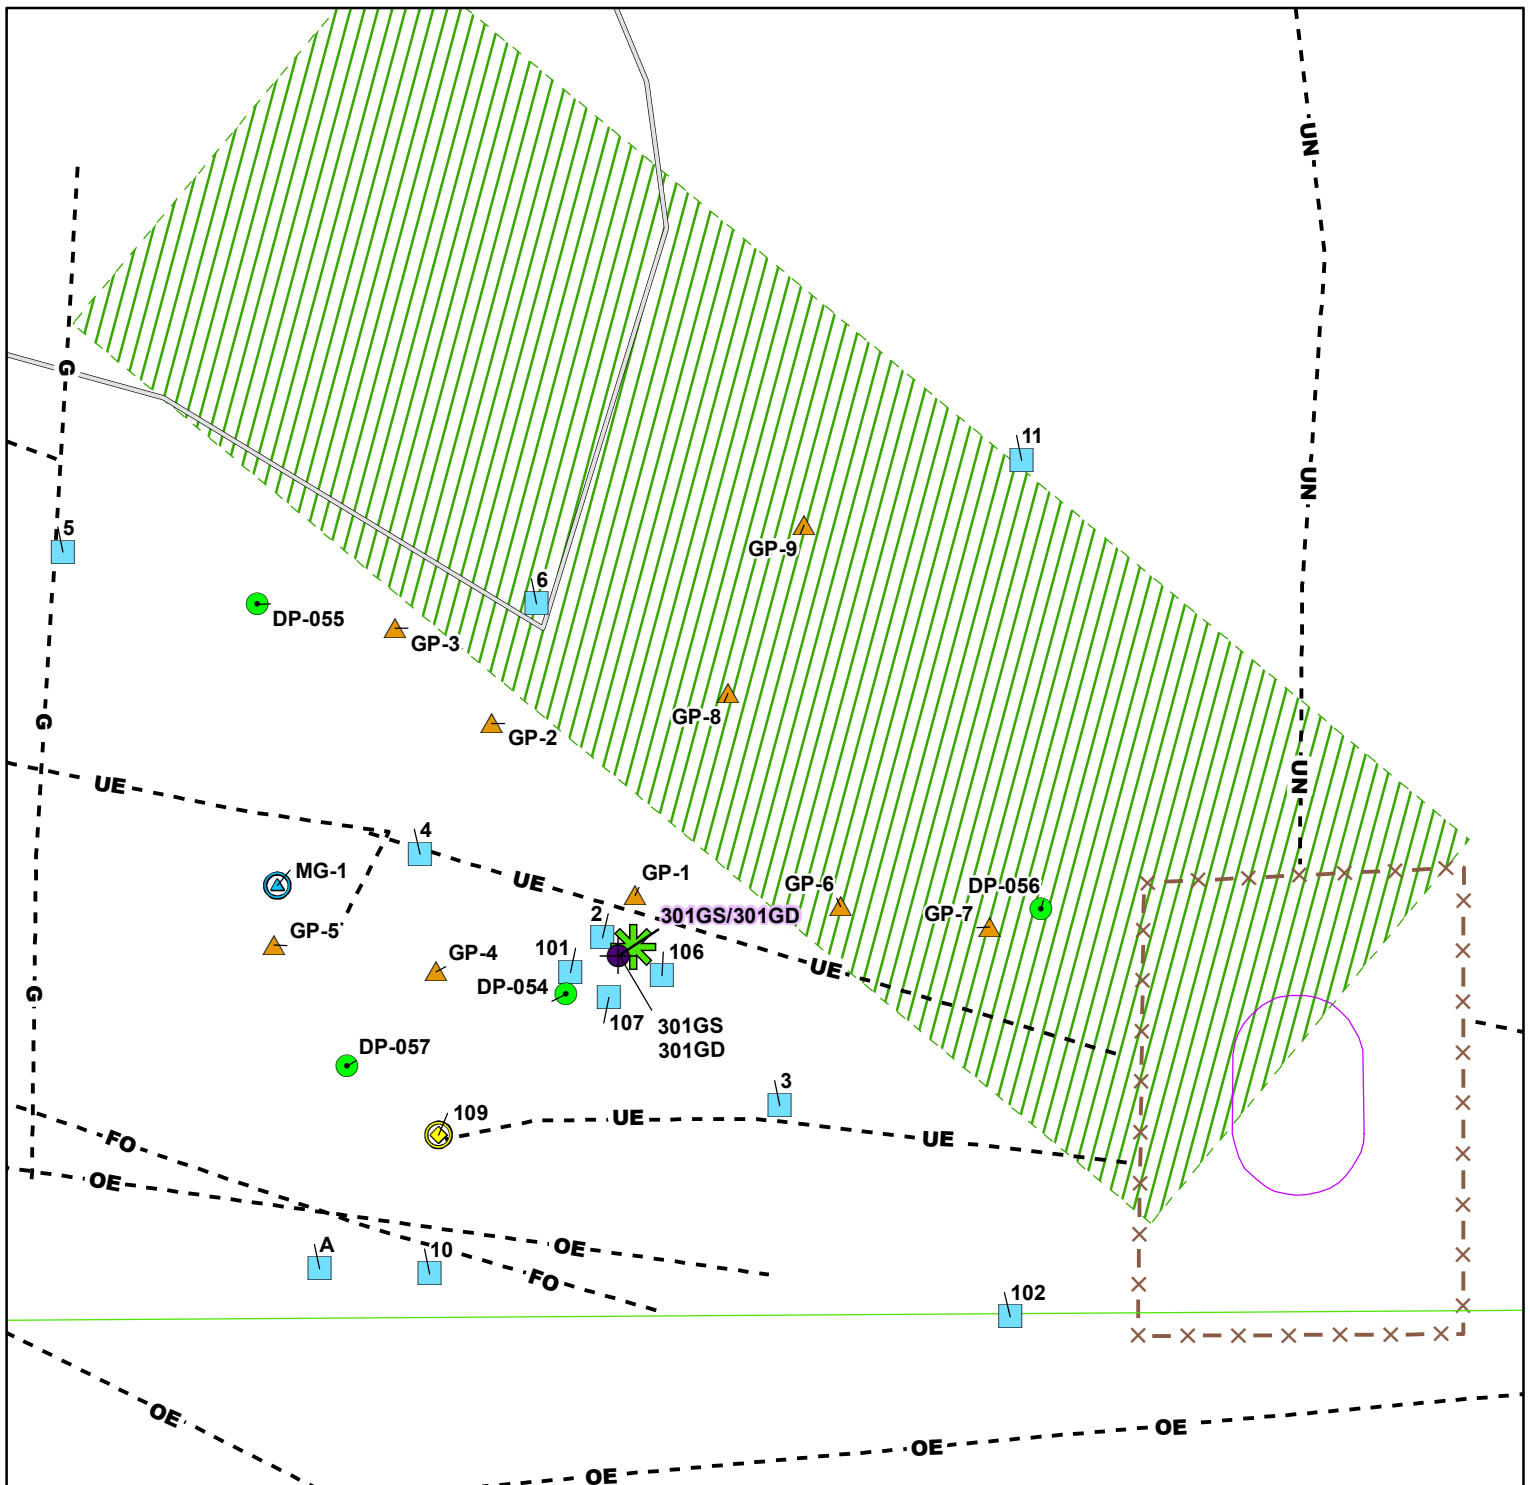 UN
G
11
UN
5
GP-9
6
DP-055
GP-3
GP-8
G
GP-2
UN
UE
4
MG-1
UE
GP-1
GP-6
DP-056
301GS/301GD
GP-7
2
GP-5
101
106
GP-4
UE
DP-054
G
107
301GS
301GD
DP-057
3
109
UE
UE
FO
OE
A
10
OE
FO
102
OE
OE
OE
OE